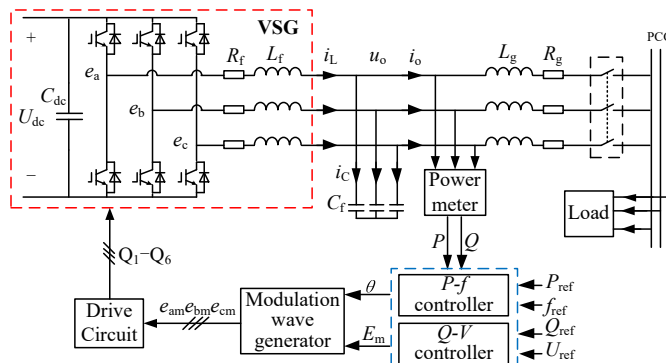 VSG
PCC
+
R_f
L_f
i_L
u_o
i_o
L_g
R_g
e_a
C_dc
U_dc
e_b
e_c
−
i_C
C_f
Power
meter
Load
P
Q
Q_1−Q_6
θ
P-f
controller
P_ref
f_ref
Drive
Circuit
e_am e_bm e_cm
Modulation
wave
generator
E_m
Q-V
controller
Q_ref
U_ref